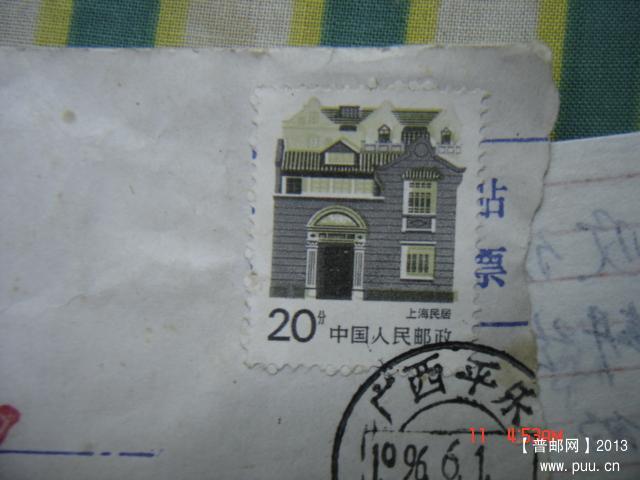 贴
票
上海民居
20分 中国人民邮政
广西平乐
1996.6.1
11 4:53PM
【普邮网】2013
www.puu.cn